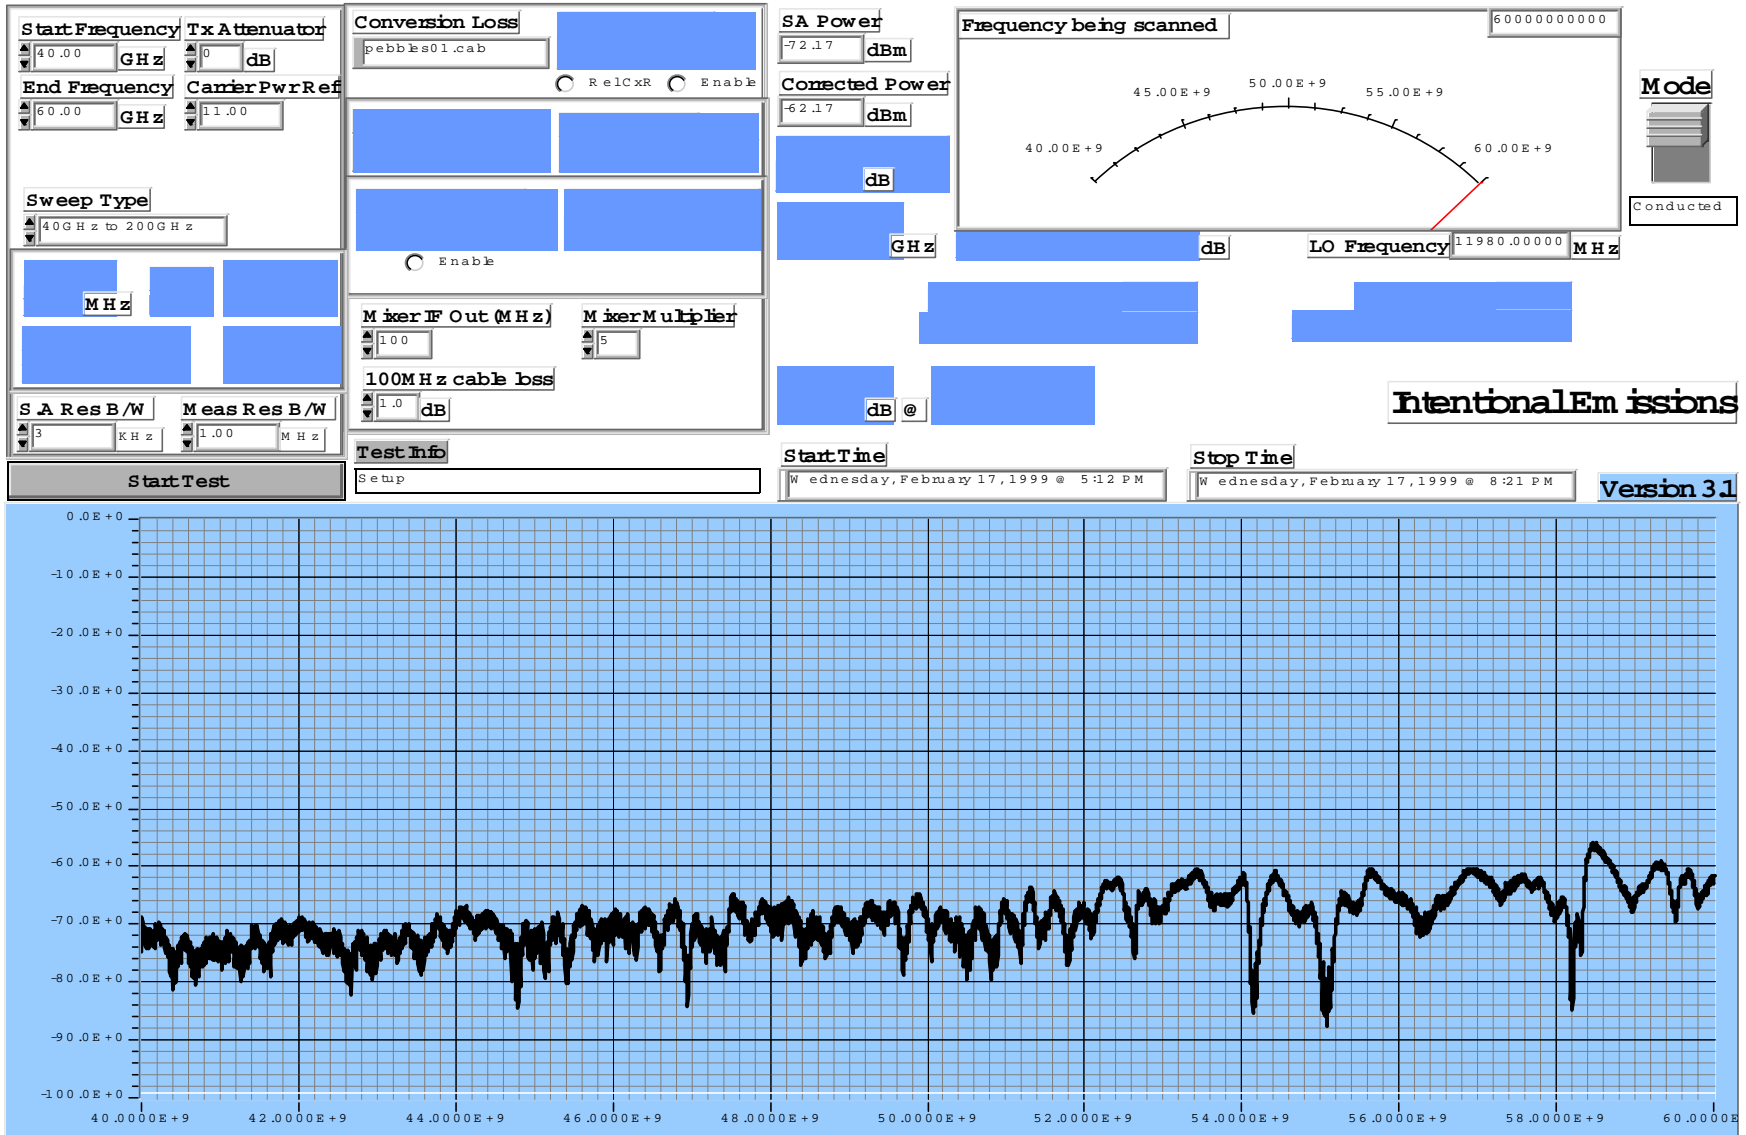 Start Frequency
40.00
GHz
Tx Attenuator
0
dB
End Frequency
60.00
GHz
Carrier Pwr Ref
11.00
Sweep Type
40GHz to 200GHz
MHz
S.A Res B/W
3
KHz
Meas Res B/W
1.00
MHz
Start Test
Conversion Loss
pebbles01.cab
RelCxR
Enable
Enable
Mixer IF Out (MHz)
100
Mixer Multiplier
5
100MHz cable loss
1.0
dB
Test Info
Setup
SA Power
-72.17
dBm
Corrected Power
-62.17
dBm
dB
GHz
dB
dB @
Frequency being scanned
60000000000
40.00E+9
45.00E+9
50.00E+9
55.00E+9
60.00E+9
LO Frequency
11980.00000
MHz
Mode
Conducted
Intentional Emissions
Start Time
Wednesday, February 17, 1999 @ 5:12 PM
Stop Time
Wednesday, February 17, 1999 @ 8:21 PM
Version 3.1
0.0E+0
-10.0E+0
-20.0E+0
-30.0E+0
-40.0E+0
-50.0E+0
-60.0E+0
-70.0E+0
-80.0E+0
-90.0E+0
-100.0E+0
40.0000E+9 42.0000E+9 44.0000E+9 46.0000E+9 48.0000E+9 50.0000E+9 52.0000E+9 54.0000E+9 56.0000E+9 58.0000E+9 60.0000E